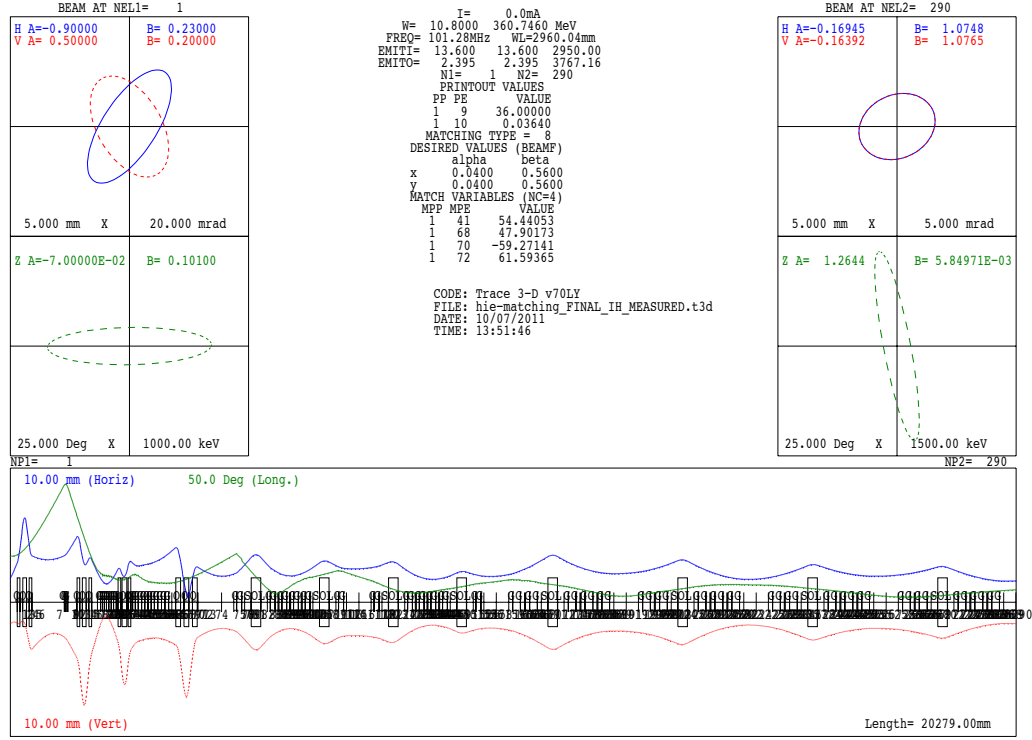 BEAM AT NEL1= 1
H A=-0.90000 B= 0.23000
V A= 0.50000 B= 0.20000
5.000 mm X 20.000 mrad
Z A=-7.00000E-02 B= 0.10100
25.000 Deg X 1000.00 keV
I= 0.0mA
W= 10.8000 360.7460 MeV
FREQ= 101.28MHz WL=2960.04mm
EMITI= 13.600 13.600 2950.00
EMITO= 2.395 2.395 3767.16
N1= 1 N2= 290
PRINTOUT VALUES
PP PE VALUE
1 9 36.00000
1 10 0.03640
MATCHING TYPE = 8
DESIRED VALUES (BEAMF)
alpha beta
x 0.0400 0.5600
y 0.0400 0.5600
MATCH VARIABLES (NC=4)
MPP MPE VALUE
1 41 54.44053
1 68 47.90173
1 70 -59.27141
1 72 61.59365
CODE: Trace 3-D v70LY
FILE: hie-matching_FINAL_IH_MEASURED.t3d
DATE: 10/07/2011
TIME: 13:51:46
BEAM AT NEL2= 290
H A=-0.16945 B= 1.0748
V A=-0.16392 B= 1.0765
5.000 mm X 5.000 mrad
Z A= 1.2644 B= 5.84971E-03
25.000 Deg X 1500.00 keV
NP1= 1
NP2= 290
10.00 mm (Horiz) 50.0 Deg (Long.)
10.00 mm (Vert)
Length= 20279.00mm